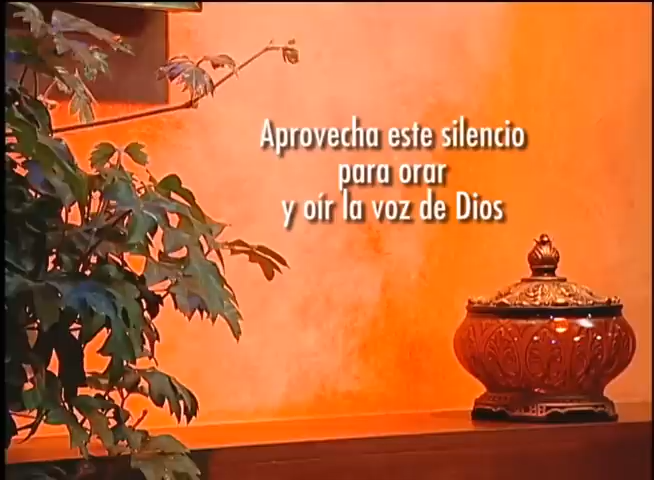 Aprovecha este silencio
para orar
y oír la voz de Dios